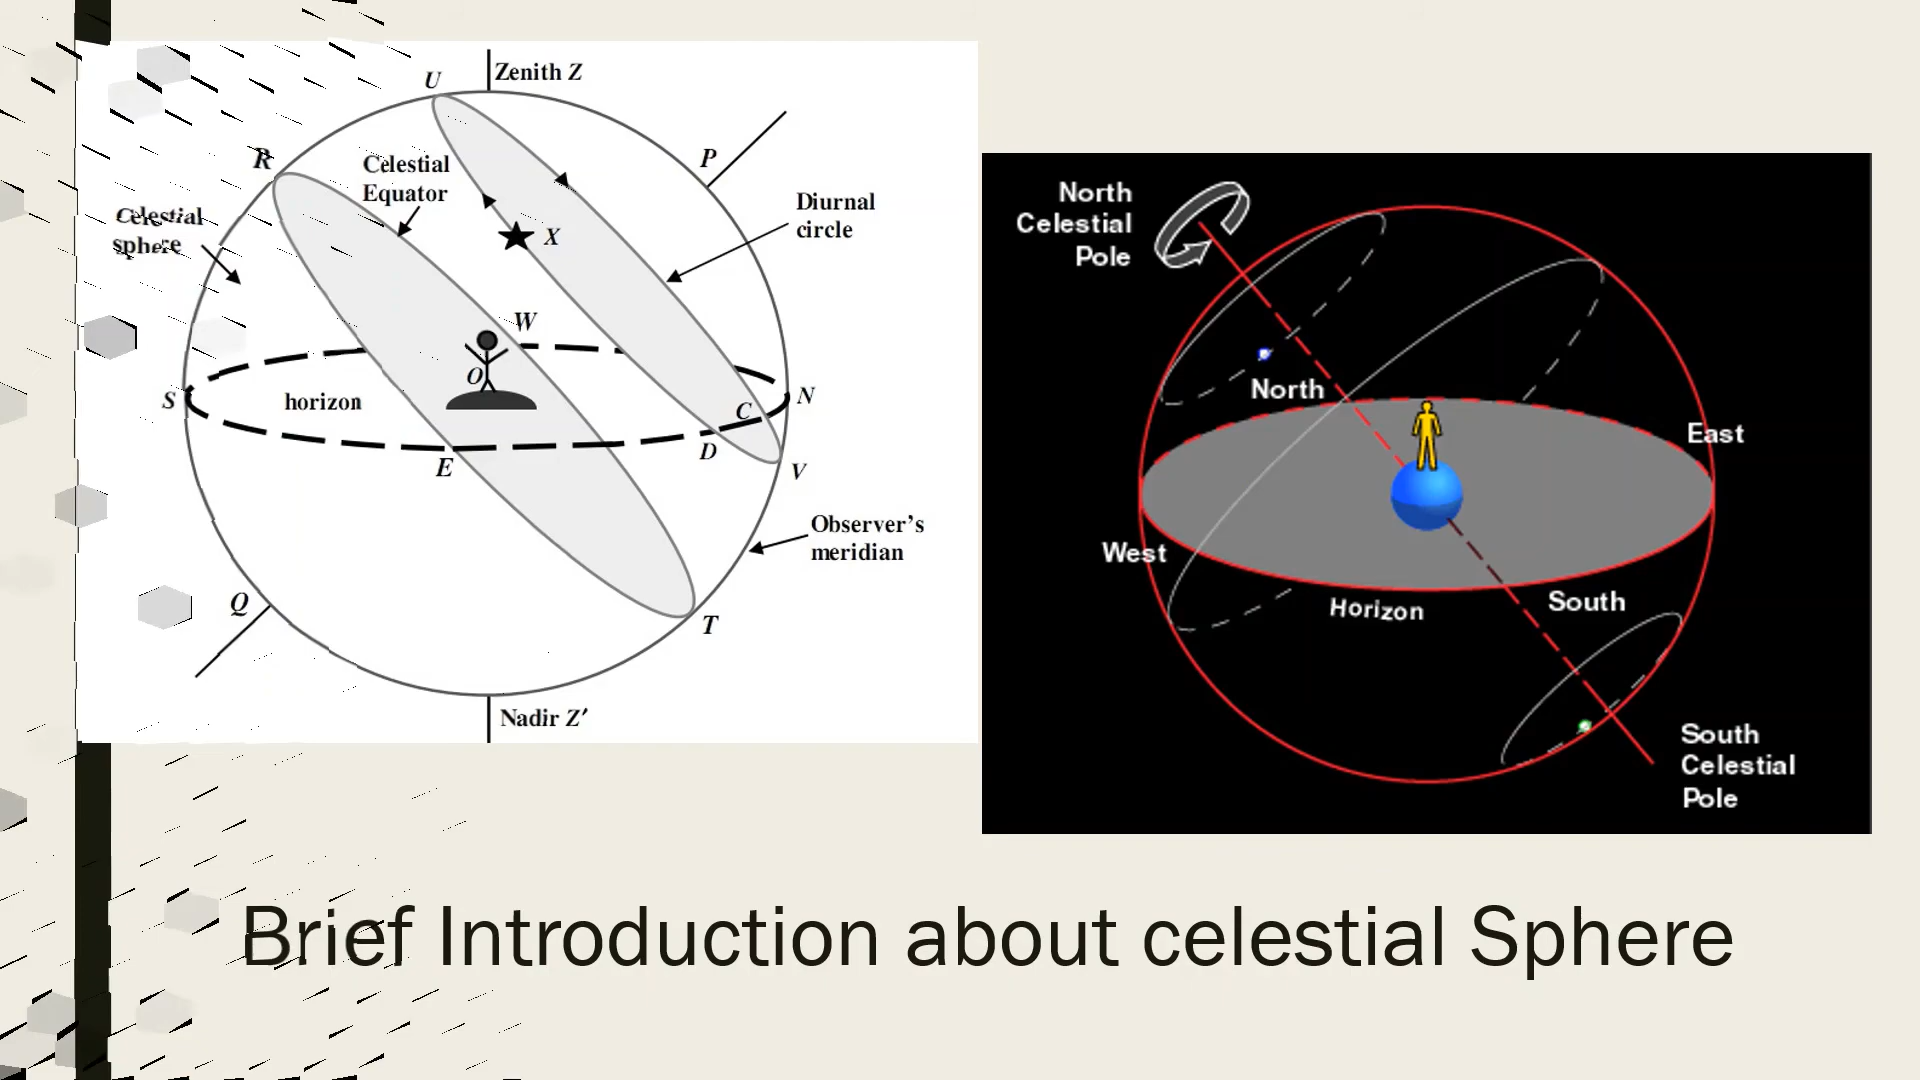 U
Zenith Z
R
Celestial
Equator
P
Diurnal
circle
Celestial
sphere
X
W
O
S
horizon
N
C
D
E
V
Observer's
meridian
Q
T
Nadir Z′
North
Celestial
Pole
North
East
West
Horizon
South
South
Celestial
Pole
Brief Introduction about celestial Sphere